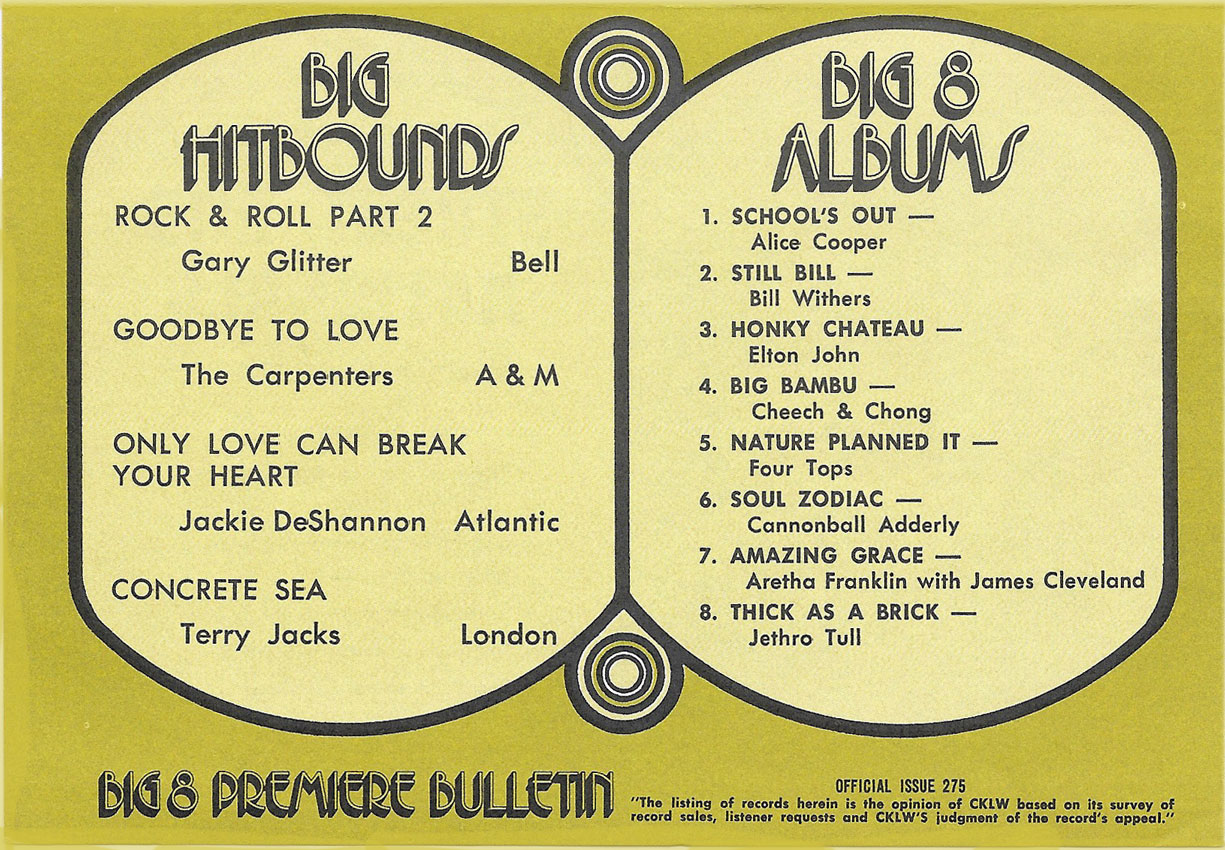 BIG
HITBOUNDS
ROCK & ROLL PART 2
Gary Glitter Bell
GOODBYE TO LOVE
The Carpenters A & M
ONLY LOVE CAN BREAK
YOUR HEART
Jackie DeShannon Atlantic
CONCRETE SEA
Terry Jacks London
BIG 8
ALBUMS
1. SCHOOL'S OUT —
Alice Cooper
2. STILL BILL —
Bill Withers
3. HONKY CHATEAU —
Elton John
4. BIG BAMBU —
Cheech & Chong
5. NATURE PLANNED IT —
Four Tops
6. SOUL ZODIAC —
Cannonball Adderly
7. AMAZING GRACE —
Aretha Franklin with James Cleveland
8. THICK AS A BRICK —
Jethro Tull
BIG 8 PREMIERE BULLETIN
OFFICIAL ISSUE 275
"The listing of records herein is the opinion of CKLW based on its survey of
record sales, listener requests and CKLW'S judgment of the record's appeal."